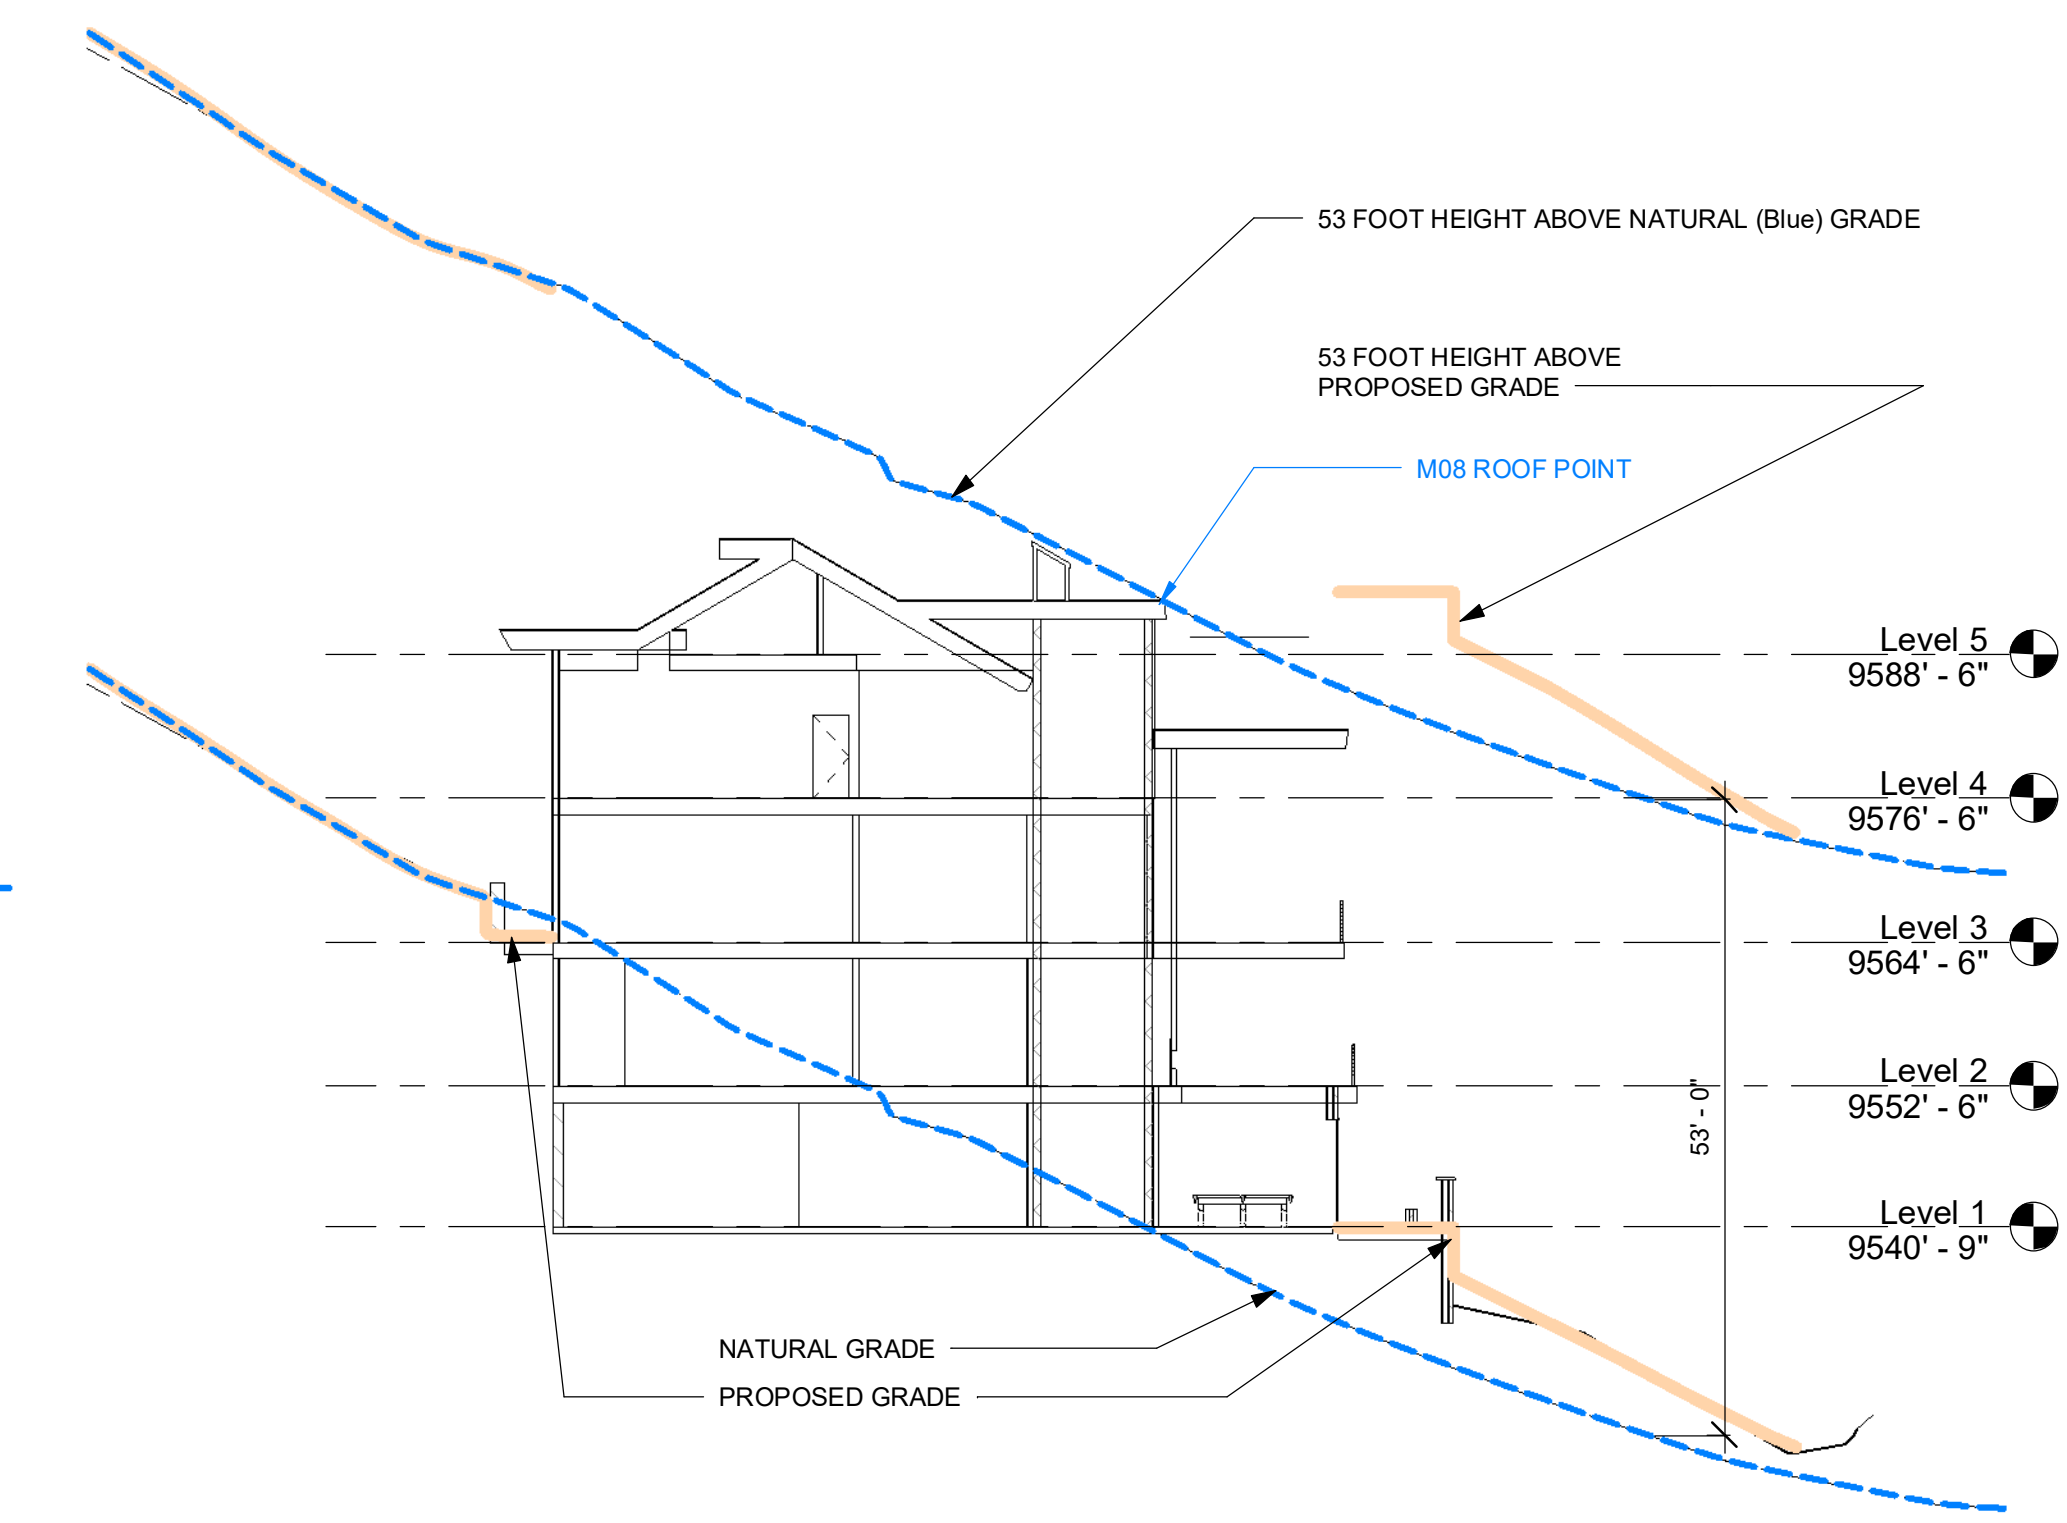 53 FOOT HEIGHT ABOVE NATURAL (Blue) GRADE
53 FOOT HEIGHT ABOVE
PROPOSED GRADE
M08 ROOF POINT
Level 5
9588' - 6"
Level 4
9576' - 6"
Level 3
9564' - 6"
Level 2
9552' - 6"
53' - 0"
Level 1
9540' - 9"
NATURAL GRADE
PROPOSED GRADE